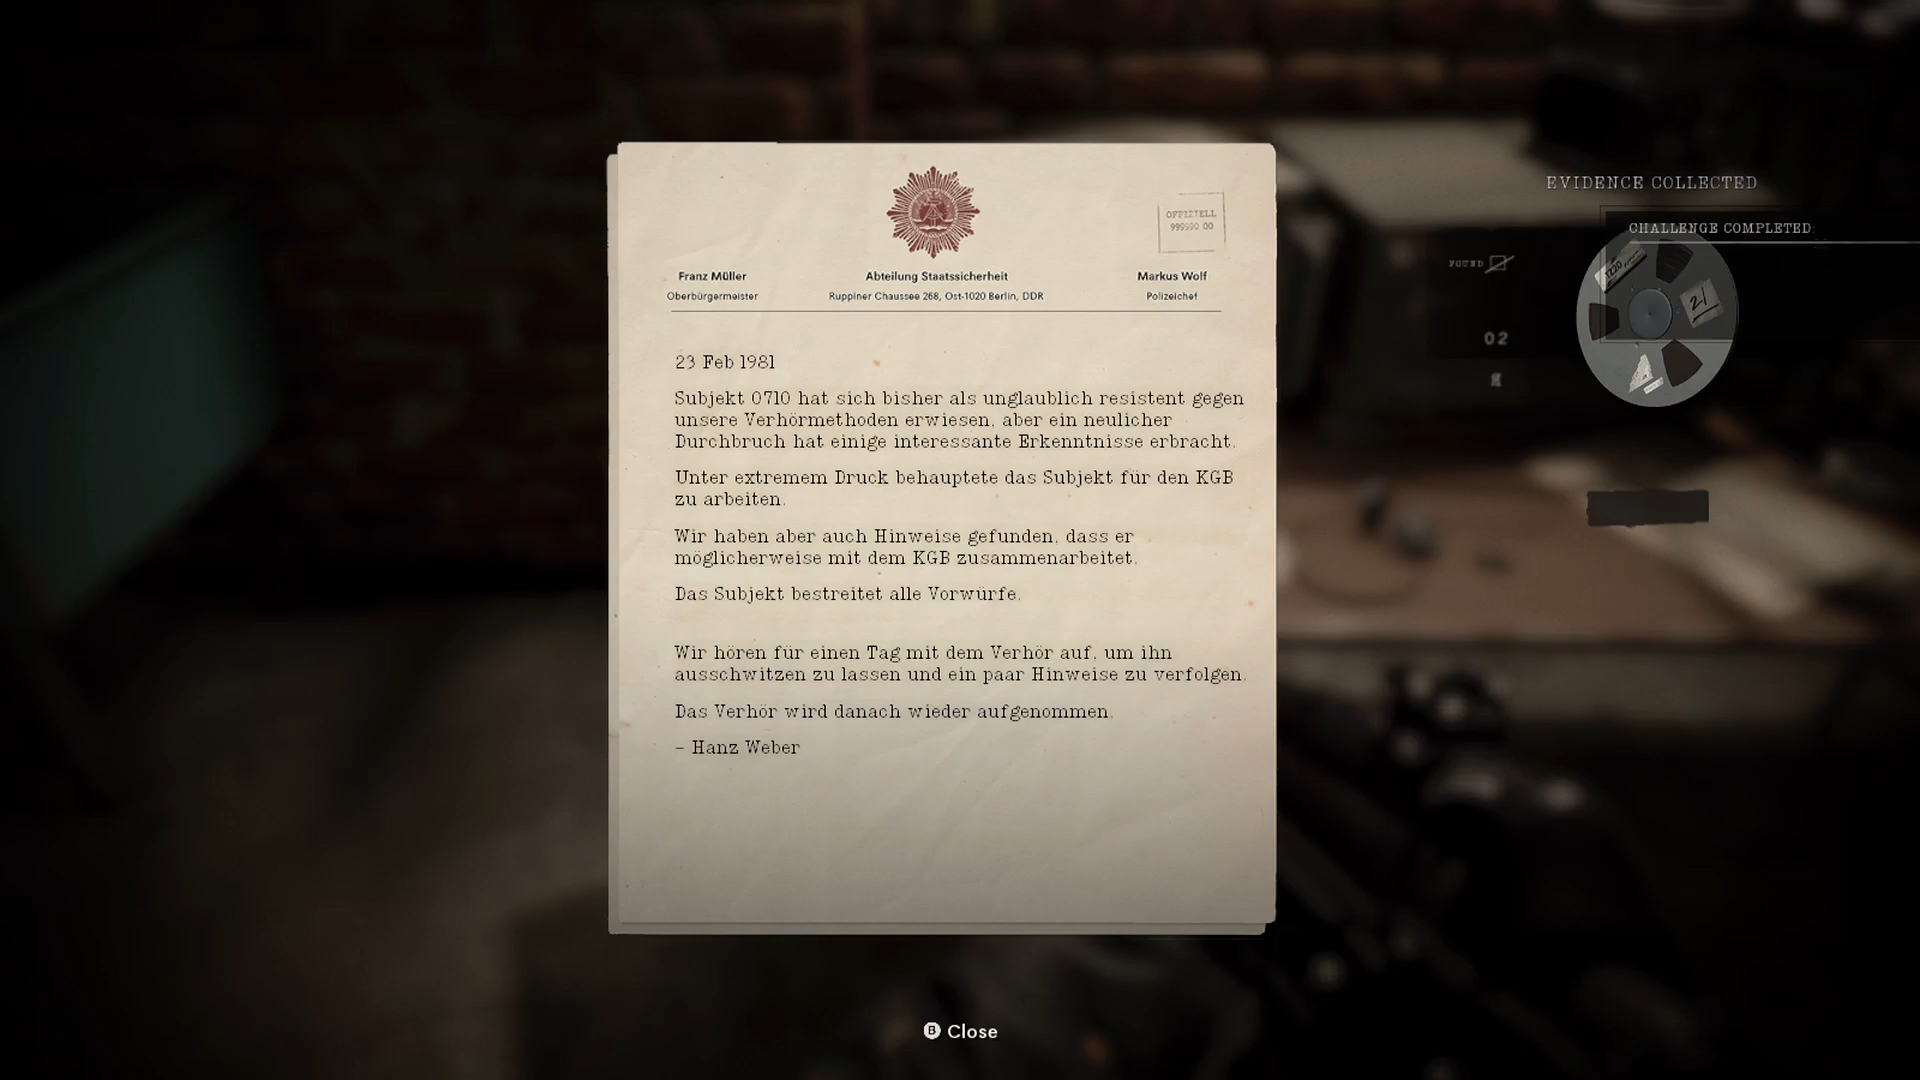 OFFIZIELL
999990 00
Franz Müller
Oberbürgermeister
Abteilung Staatssicherheit
Ruppiner Chaussee 268, Ost-1020 Berlin, DDR
Markus Wolf
Polizeichef
23 Feb 1981
Subjekt 0710 hat sich bisher als unglaublich resistent gegen
unsere Verhörmethoden erwiesen, aber ein neulicher
Durchbruch hat einige interessante Erkenntnisse erbracht.
Unter extremem Druck behauptete das Subjekt für den KGB
zu arbeiten.
Wir haben aber auch Hinweise gefunden, dass er
möglicherweise mit dem KGB zusammenarbeitet.
Das Subjekt bestreitet alle Vorwürfe.
Wir hören für einen Tag mit dem Verhör auf, um ihn
ausschwitzen zu lassen und ein paar Hinweise zu verfolgen.
Das Verhör wird danach wieder aufgenommen.
- Hanz Weber
EVIDENCE COLLECTED
CHALLENGE COMPLETED:
FOUND
02
21
B Close